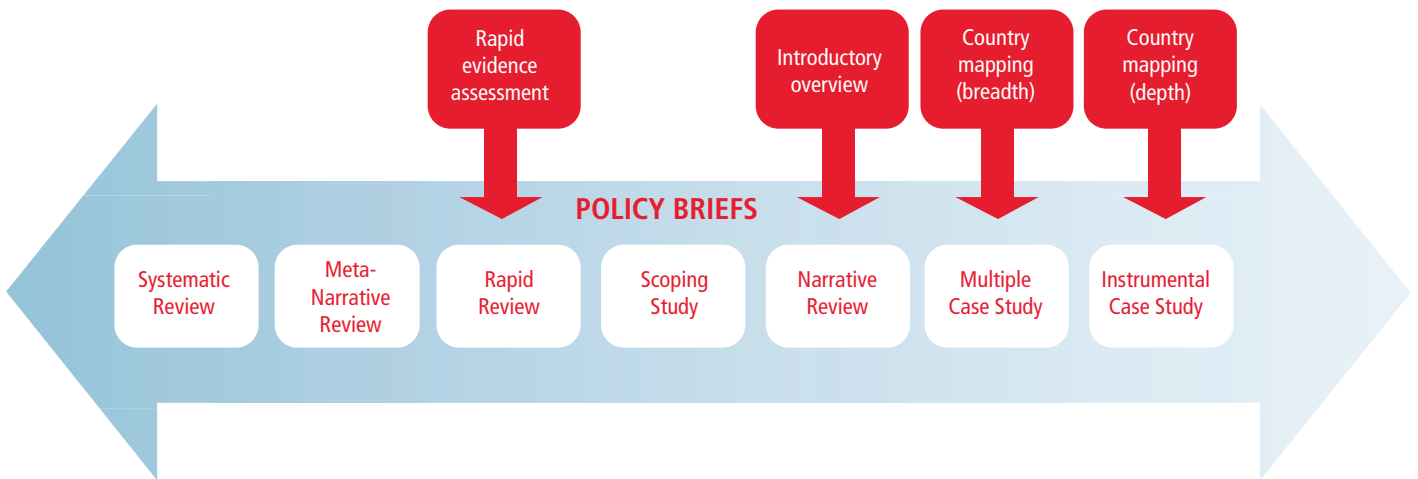 Rapid
evidence
assessment
Introductory
overview
Country
mapping
(breadth)
Country
mapping
(depth)
POLICY BRIEFS
Systematic
Review
Meta-
Narrative
Review
Rapid
Review
Scoping
Study
Narrative
Review
Multiple
Case Study
Instrumental
Case Study